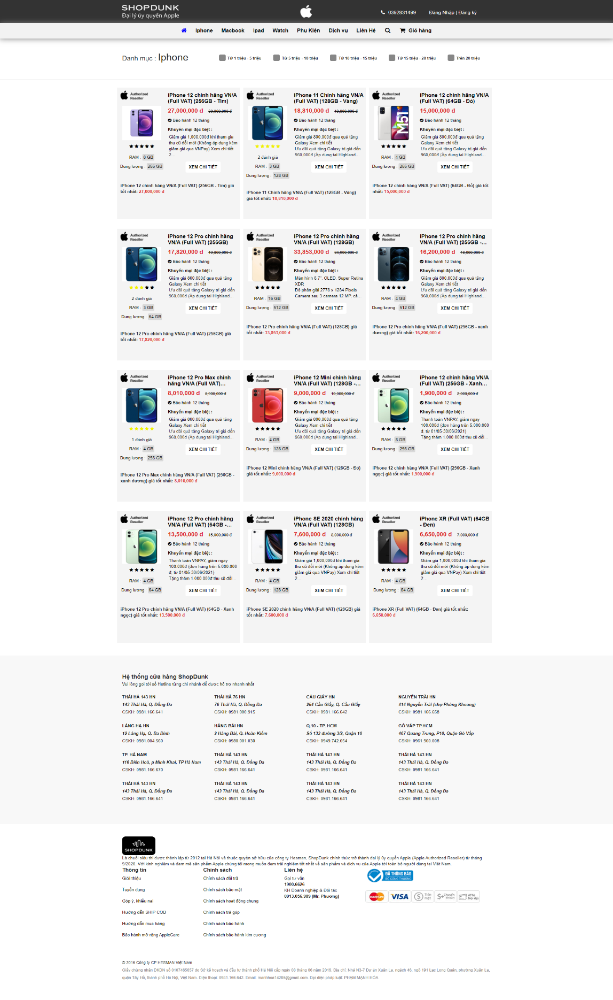 SHOPDUNK
Đại lý ủy quyền Apple
0392831499
Đăng Nhập | Đăng ký
Iphone Macbook Ipad Watch Phụ Kiện Dịch vụ Liên Hệ Giỏ hàng
Danh mục : Iphone
Từ 1 triệu - 5 triệu
Từ 5 triệu - 10 triệu
Từ 10 triệu - 15 triệu
Từ 15 triệu - 20 triệu
Trên 20 triệu
Authorized
Reseller
iPhone 12 chính hãng VN/A
(Full VAT) (256GB - Tím)
27,000,000 đ 30,000,000 đ
Bảo hành 12 tháng
Khuyến mại đặc biệt :
Giảm giá 1,000,000đ khi tham gia
thu cũ đổi mới (Không áp dụng kèm
giảm giá qua VNPay) Xem chi tiết
2...
RAM : 8 GB
Dung lượng : 256 GB
XEM CHI TIẾT
iPhone 12 chính hãng VN/A (Full VAT) (256GB - Tím) giá
tốt nhất: 27,000,000 đ
Authorized
Reseller
iPhone 11 Chính hãng VN/A
(Full VAT) (128GB - Vàng)
18,810,000 đ 19,800,000 đ
Bảo hành 12 tháng
Khuyến mại đặc biệt :
Giảm giá 800,000đ qua quà tặng
Galaxy Xem chi tiết
Ưu đãi quà tặng Galaxy trị giá đến
960,000đ (Áp dụng tại Highland...
2 đánh giá
RAM : 3 GB
Dung lượng : 128 GB
XEM CHI TIẾT
iPhone 11 Chính hãng VN/A (Full VAT) (128GB - Vàng)
giá tốt nhất: 18,810,000 đ
Authorized
Reseller
M51
iPhone 12 chính hãng VN/A
(Full VAT) (64GB - Đỏ)
15,000,000 đ
Bảo hành 12 tháng
Khuyến mại đặc biệt :
Giảm giá 800,000đ qua quà tặng
Galaxy Xem chi tiết
Ưu đãi quà tặng Galaxy trị giá đến
960,000đ (Áp dụng tại Highland...
RAM : 4 GB
Dung lượng : 256 GB
XEM CHI TIẾT
iPhone 12 chính hãng VN/A (Full VAT) (64GB - Đỏ) giá tốt
nhất: 15,000,000 đ
Authorized
Reseller
iPhone 12 Pro chính hãng
VN/A (Full VAT) (256GB)
17,820,000 đ 19,800,000 đ
Bảo hành 12 tháng
Khuyến mại đặc biệt :
Giảm giá 800,000đ qua quà tặng
Galaxy Xem chi tiết
Ưu đãi quà tặng Galaxy trị giá đến
960,000đ (Áp dụng tại Highland...
2 đánh giá
RAM : 3 GB
Dung lượng : 64 GB
XEM CHI TIẾT
iPhone 12 Pro chính hãng VN/A (Full VAT) (256GB) giá
tốt nhất: 17,820,000 đ
Authorized
Reseller
iPhone 12 Pro chính hãng
VN/A (Full VAT) (128GB)
33,853,000 đ 34,900,000 đ
Bảo hành 12 tháng
Khuyến mại đặc biệt :
Màn hình 6.7", OLED, Super Retina
XDR
Độ phân giải 2778 x 1284 Pixels
Camera sau 3 camera 12 MP, cả...
RAM : 16 GB
Dung lượng : 512 GB
XEM CHI TIẾT
iPhone 12 Pro chính hãng VN/A (Full VAT) (128GB) giá
tốt nhất: 33,853,000 đ
Authorized
Reseller
iPhone 12 Pro chính hãng
VN/A (Full VAT) (256GB -...
16,200,000 đ 18,000,000 đ
Bảo hành 12 tháng
Khuyến mại đặc biệt :
Giảm giá 800,000đ qua quà tặng
Galaxy Xem chi tiết
Ưu đãi quà tặng Galaxy trị giá đến
960,000đ (Áp dụng tại Highland...
RAM : 4 GB
Dung lượng : 512 GB
XEM CHI TIẾT
iPhone 12 Pro chính hãng VN/A (Full VAT) (256GB - xanh
dương) giá tốt nhất: 16,200,000 đ
Authorized
Reseller
iPhone 12 Pro Max chính
hãng VN/A (Full VAT)...
8,010,000 đ 8,900,000 đ
Bảo hành 12 tháng
Khuyến mại đặc biệt :
Giảm giá 800,000đ qua quà tặng
Galaxy Xem chi tiết
Ưu đãi quà tặng Galaxy trị giá đến
960,000đ (Áp dụng tại Highland...
1 đánh giá
RAM : 4 GB
Dung lượng : 256 GB
XEM CHI TIẾT
iPhone 12 Pro Max chính hãng VN/A (Full VAT) (256GB -
xanh dương) giá tốt nhất: 8,010,000 đ
Authorized
Reseller
iPhone 12 Mini chính hãng
VN/A (Full VAT) (128GB -...
9,000,000 đ 10,000,000 đ
Bảo hành 12 tháng
Khuyến mại đặc biệt :
Giảm giá 800,000đ qua quà tặng
Galaxy Xem chi tiết
Ưu đãi quà tặng Galaxy trị giá đến
960,000đ (Áp dụng tại Highland...
RAM : 4 GB
Dung lượng : 128 GB
XEM CHI TIẾT
iPhone 12 Mini chính hãng VN/A (Full VAT) (128GB - Đỏ)
giá tốt nhất: 9,000,000 đ
Authorized
Reseller
iPhone 12 chính hãng VN/A
(Full VAT) (256GB - Xanh...
1,900,000 đ 2,000,000 đ
Bảo hành 12 tháng
Khuyến mại đặc biệt :
Thanh toán VNPAY, giảm ngay
100.000đ (đơn hàng trên 5.000.000
đ, từ 01/05-30/06/2021)
Tặng thêm 1.000.000đ thu cũ đổi...
RAM : 8 GB
Dung lượng : 256 GB
XEM CHI TIẾT
iPhone 12 chính hãng VN/A (Full VAT) (256GB - Xanh
ngọc) giá tốt nhất: 1,900,000 đ
Authorized
Reseller
iPhone 12 Pro chính hãng
VN/A (Full VAT) (64GB -...
13,500,000 đ 15,000,000 đ
Bảo hành 12 tháng
Khuyến mại đặc biệt :
Thanh toán VNPAY, giảm ngay
100.000đ (đơn hàng trên 5.000.000
đ, từ 01/05-30/06/2021)
Tặng thêm 1.000.000đ thu cũ đổi...
RAM : 4 GB
Dung lượng : 64 GB
XEM CHI TIẾT
iPhone 12 Pro chính hãng VN/A (Full VAT) (64GB - Xanh
ngọc) giá tốt nhất: 13,500,000 đ
Authorized
Reseller
iPhone SE 2020 chính hãng
VN/A (Full VAT) (128GB)
7,600,000 đ 8,000,000 đ
Bảo hành 12 tháng
Khuyến mại đặc biệt :
Giảm giá 1,000,000đ khi tham gia
thu cũ đổi mới (Không áp dụng kèm
giảm giá qua VNPay) Xem chi tiết
2...
RAM : 4 GB
Dung lượng : 128 GB
XEM CHI TIẾT
iPhone SE 2020 chính hãng VN/A (Full VAT) (128GB) giá
tốt nhất: 7,600,000 đ
Authorized
Reseller
iPhone XR (Full VAT) (64GB
- Đen)
6,650,000 đ 7,000,000 đ
Bảo hành 12 tháng
Khuyến mại đặc biệt :
Giảm giá 1,000,000đ khi tham gia
thu cũ đổi mới (Không áp dụng kèm
giảm giá qua VNPay) Xem chi tiết
2...
RAM : 4 GB
Dung lượng : 64 GB
XEM CHI TIẾT
iPhone XR (Full VAT) (64GB - Đen) giá tốt nhất:
6,650,000 đ
Hệ thống cửa hàng ShopDunk
Vui lòng gọi tới số Hotline từng chi nhánh để được hỗ trợ nhanh nhất
THÁI HÀ 143 HN
143 Thái Hà, Q. Đống Đa
CSKH: 0981.166.641
THÁI HÀ 76 HN
76 Thái Hà, Q. Đống Đa
CSKH: 0981.000.915
CẦU GIẤY HN
254 Cầu Giấy, Q. Cầu Giấy
CSKH: 0981.166.642
NGUYỄN TRÃI HN
414 Nguyễn Trãi (chợ Phùng Khoang)
CSKH: 0981.166.658
LÁNG HẠ HN
12 Láng Hạ, Q. Ba Đình
CSKH: 0981.004.560
HÀNG BÀI HN
2 Hàng Bài, Q. Hoàn Kiếm
CSKH: 0980.001.030
Q.10 - TP. HCM
Số 133 đường 3/2, Quận 10
CSKH: 0949.742.654
GÒ VẤP TP.HCM
467 Quang Trung, P10, Quận Gò Vấp
CSKH: 0961.960.008
TP. HÀ NAM
116 Biên Hoà, p Minh Khai, TP Hà Nam
CSKH: 0981.166.670
THÁI HÀ 143 HN
143 Thái Hà, Q. Đống Đa
CSKH: 0981.166.641
THÁI HÀ 143 HN
143 Thái Hà, Q. Đống Đa
CSKH: 0981.166.641
THÁI HÀ 143 HN
143 Thái Hà, Q. Đống Đa
CSKH: 0981.166.641
THÁI HÀ 143 HN
143 Thái Hà, Q. Đống Đa
CSKH: 0981.166.641
THÁI HÀ 143 HN
143 Thái Hà, Q. Đống Đa
CSKH: 0981.166.641
THÁI HÀ 143 HN
143 Thái Hà, Q. Đống Đa
CSKH: 0981.166.641
THÁI HÀ 143 HN
143 Thái Hà, Q. Đống Đa
CSKH: 0981.166.641
SHOPDUNK
Là chuỗi siêu thị được thành lập từ 2012 tại Hà Nội và thuộc quyền sở hữu của công ty Hesman, ShopDunk chính thức trở thành đại lý ủy quyền Apple (Apple Authorized Reseller) từ tháng
9/2020. Với kinh nghiệm và đam mê sản phẩm Apple chúng tôi mong muốn đem trải nghiệm tốt nhất về sản phẩm và dịch vụ của Apple tới toàn bộ người dùng tại Việt Nam
Thông tin
Giới thiệu
Tuyển dụng
Góp ý, khiếu nại
Hướng dẫn SHIP COD
Hướng dẫn mua hàng
Bảo hành mở rộng AppleCare
Chính sách
Chính sách đổi trả
Chính sách bảo mật
Chính sách hoạt động chung
Chính sách trả góp
Chính sách bảo hành
Chính sách bảo hành kim cương
Liên hệ
Gọi tư vấn
1900.6626
KH Doanh nghiệp & Đối tác
0913.056.989 (Mr. Phương)
ĐÃ THÔNG BÁO
BỘ CÔNG THƯƠNG
MasterCard
VISA
Tiền
mặt
Chuyển
khoản
ATM
Nội địa
© 2016 Công ty CP HESMAN Việt Nam
Giấy chứng nhận DKDN số 0107465657 do Sở kế hoạch và đầu tư thành phố Hà Nội cấp ngày 08 tháng 06 năm 2016. Địa chỉ: Nhà N3-7 Dự án Xuân La, ngách 46, ngõ 191 Lạc Long Quân, phường Xuân La,
quận Tây Hồ, thành phố Hà Nội, Việt Nam. Điện thoại: 0981.166.642. Email: manhhoa14286@gmail.com. Đại diện pháp luật: PHẠM MẠNH HÒA